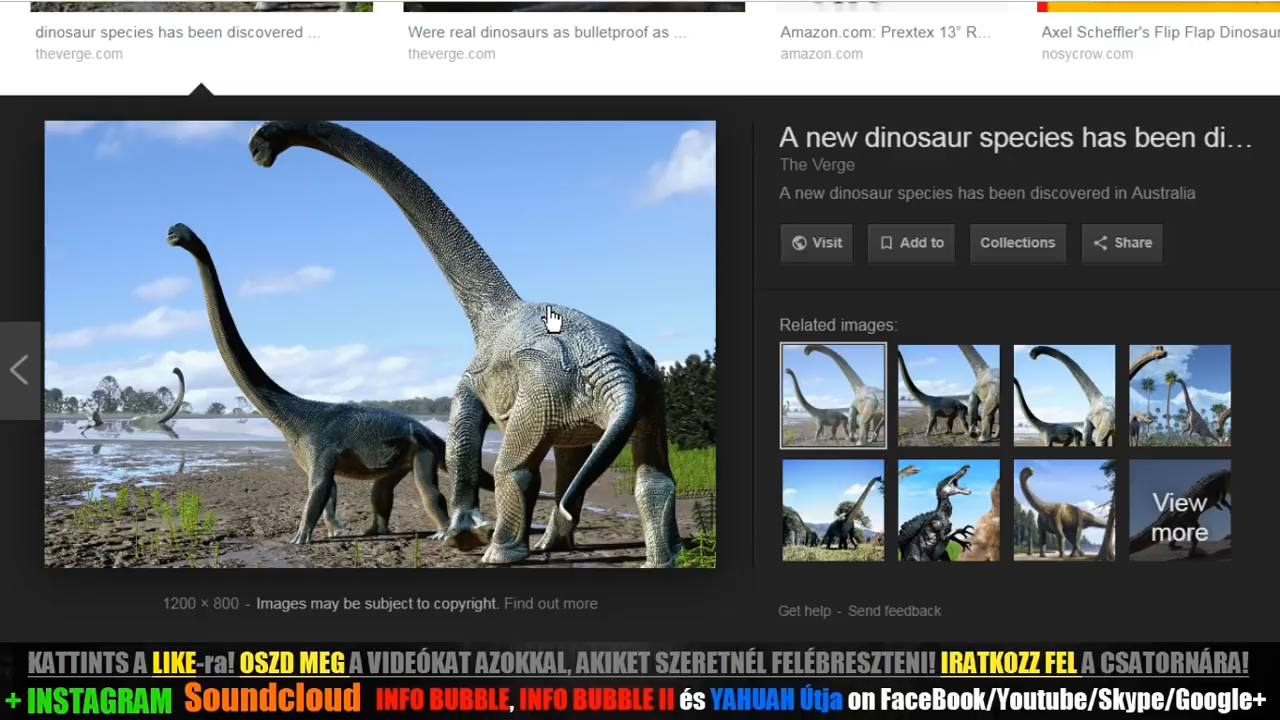 dinosaur species has been discovered ...
theverge.com
Were real dinosaurs as bulletproof as ...
theverge.com
Amazon.com: Prextex 13” R...
amazon.com
Axel Scheffler's Flip Flap Dinosaur
nosycrow.com
A new dinosaur species has been di...
The Verge
A new dinosaur species has been discovered in Australia
Visit
Add to
Collections
Share
Related images:
View
more
1200 × 800 - Images may be subject to copyright. Find out more
Get help - Send feedback
KATTINTS A LIKE-ra! OSZD MEG A VIDEÓKAT AZOKKAL, AKIKET SZERETNÉL FELÉBRESZTENI! IRATKOZZ FEL A CSATORNÁRA!
+ INSTAGRAM Soundcloud INFO BUBBLE, INFO BUBBLE II és YAHUAH Útja on FaceBook/Youtube/Skype/Google+